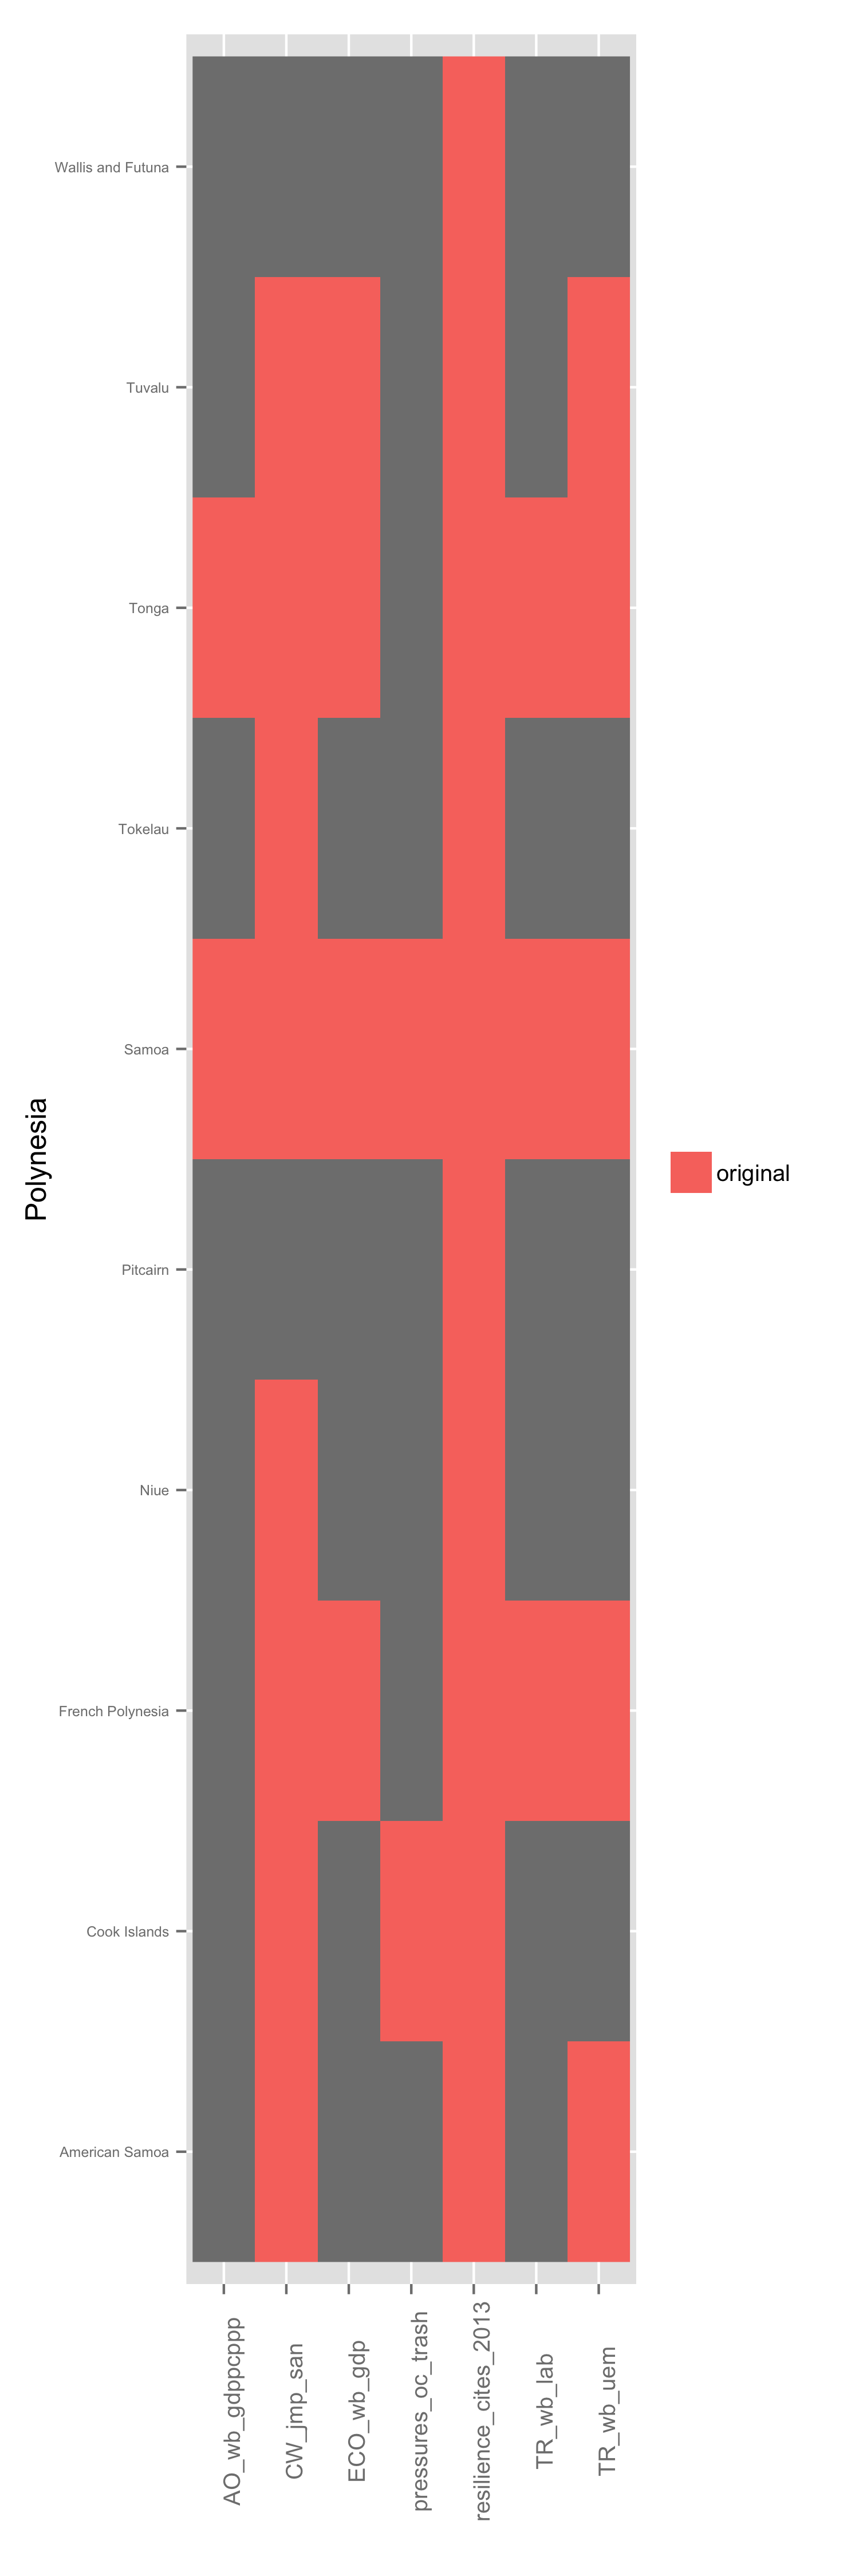 Wallis and Futuna
Tuvalu
Tonga
Tokelau
Samoa
Pitcairn
Niue
French Polynesia
Cook Islands
American Samoa
Polynesia
original
AO_wb_gdppcppp
CW_jmp_san
ECO_wb_gdp
pressures_oc_trash
resilience_cites_2013
TR_wb_lab
TR_wb_uem